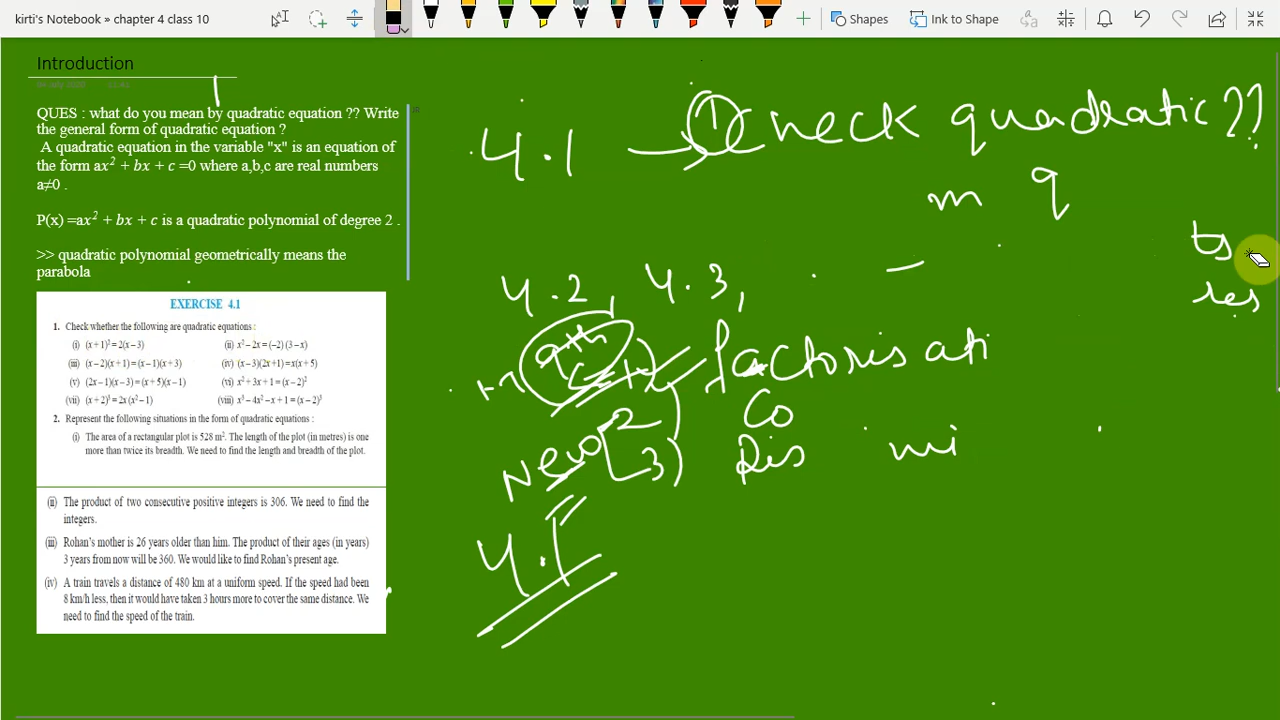 kirti's Notebook » chapter 4 class 10
Shapes
Ink to Shape
Introduction
QUES : what do you mean by quadratic equation ?? Write
the general form of quadratic equation ?
A quadratic equation in the variable "x" is an equation of
the form ax² + bx + c =0 where a,b,c are real numbers
a≠0 .
P(x) =ax² + bx + c is a quadratic polynomial of degree 2 .
>> quadratic polynomial geometrically means the
parabola
EXERCISE 4.1
1. Check whether the following are quadratic equations :
(i) (x + 1)² = 2(x – 3) (ii) x² – 2x = (–2) (3 – x)
(iii) (x – 2)(x + 1) = (x – 1)(x + 3) (iv) (x – 3)(2x +1) = x(x + 5)
(v) (2x – 1)(x – 3) = (x + 5)(x – 1) (vi) x² + 3x + 1 = (x – 2)²
(vii) (x + 2)³ = 2x (x² – 1) (viii) x³ – 4x² – x + 1 = (x – 2)³
2. Represent the following situations in the form of quadratic equations :
(i) The area of a rectangular plot is 528 m². The length of the plot (in metres) is one
more than twice its breadth. We need to find the length and breadth of the plot.
(ii) The product of two consecutive positive integers is 306. We need to find the
integers.
(iii) Rohan's mother is 26 years older than him. The product of their ages (in years)
3 years from now will be 360. We would like to find Rohan's present age.
(iv) A train travels a distance of 480 km at a uniform speed. If the speed had been
8 km/h less, then it would have taken 3 hours more to cover the same distance. We
need to find the speed of the train.
4.1 → ① Check quadratic ??
m q
4.2, 4.3,
9th
factorisati
Co
New 2
3) Dis mi
4.1